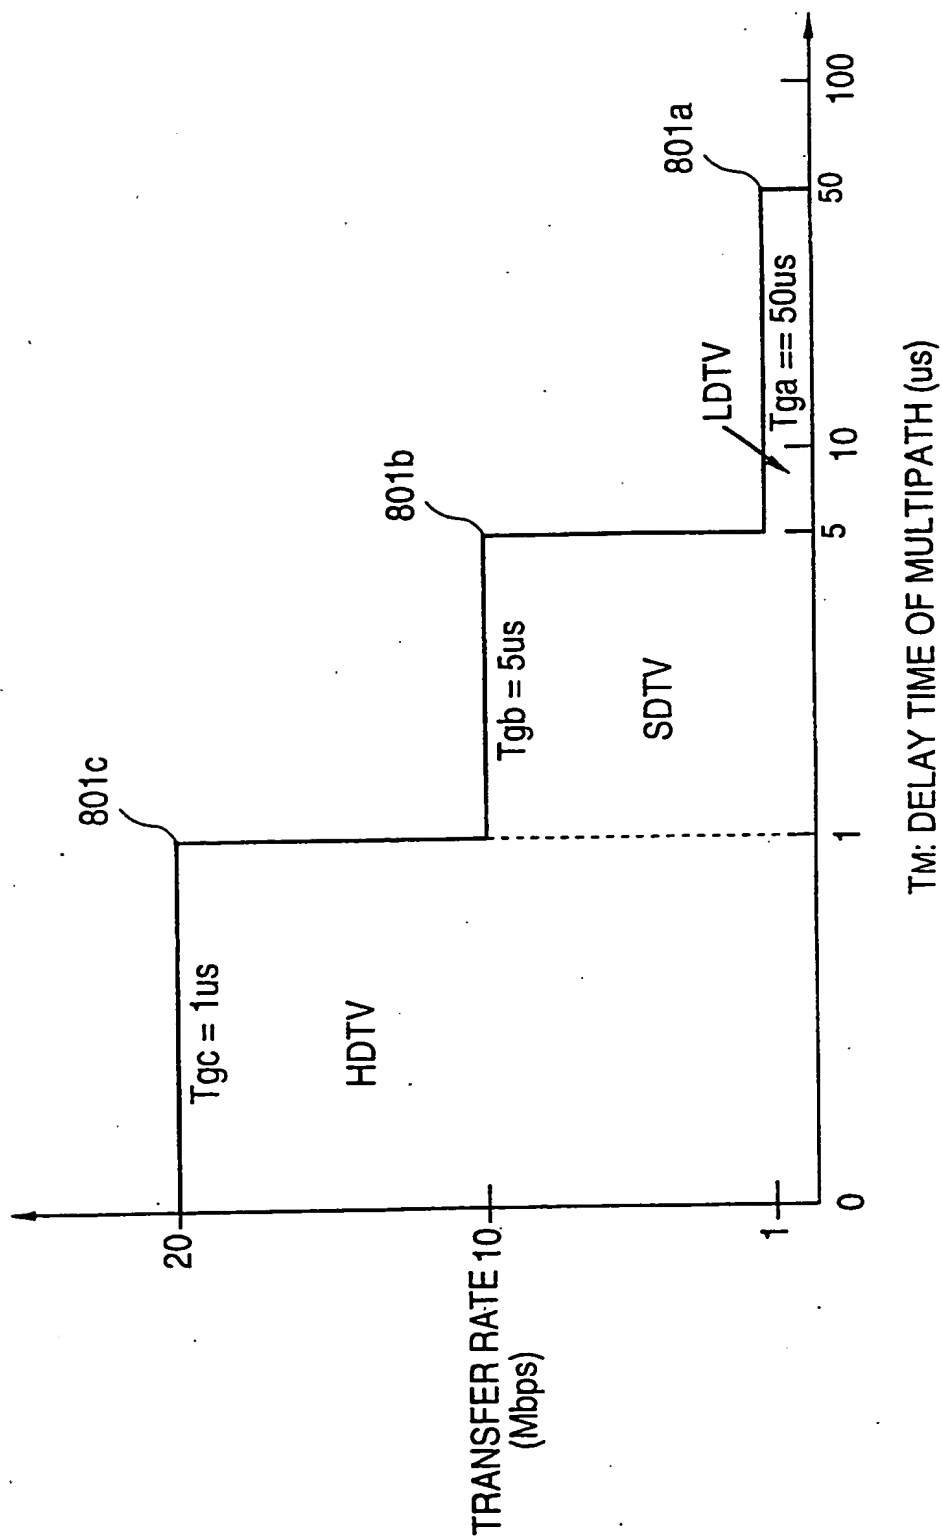 801c
20
Tgc = 1us
HDTV
801b
TRANSFER RATE 10
(Mbps)
Tgb = 5us
SDTV
801a
LDTV
Tga == 50us
1
0
1
5
10
50
100
TM: DELAY TIME OF MULTIPATH (us)